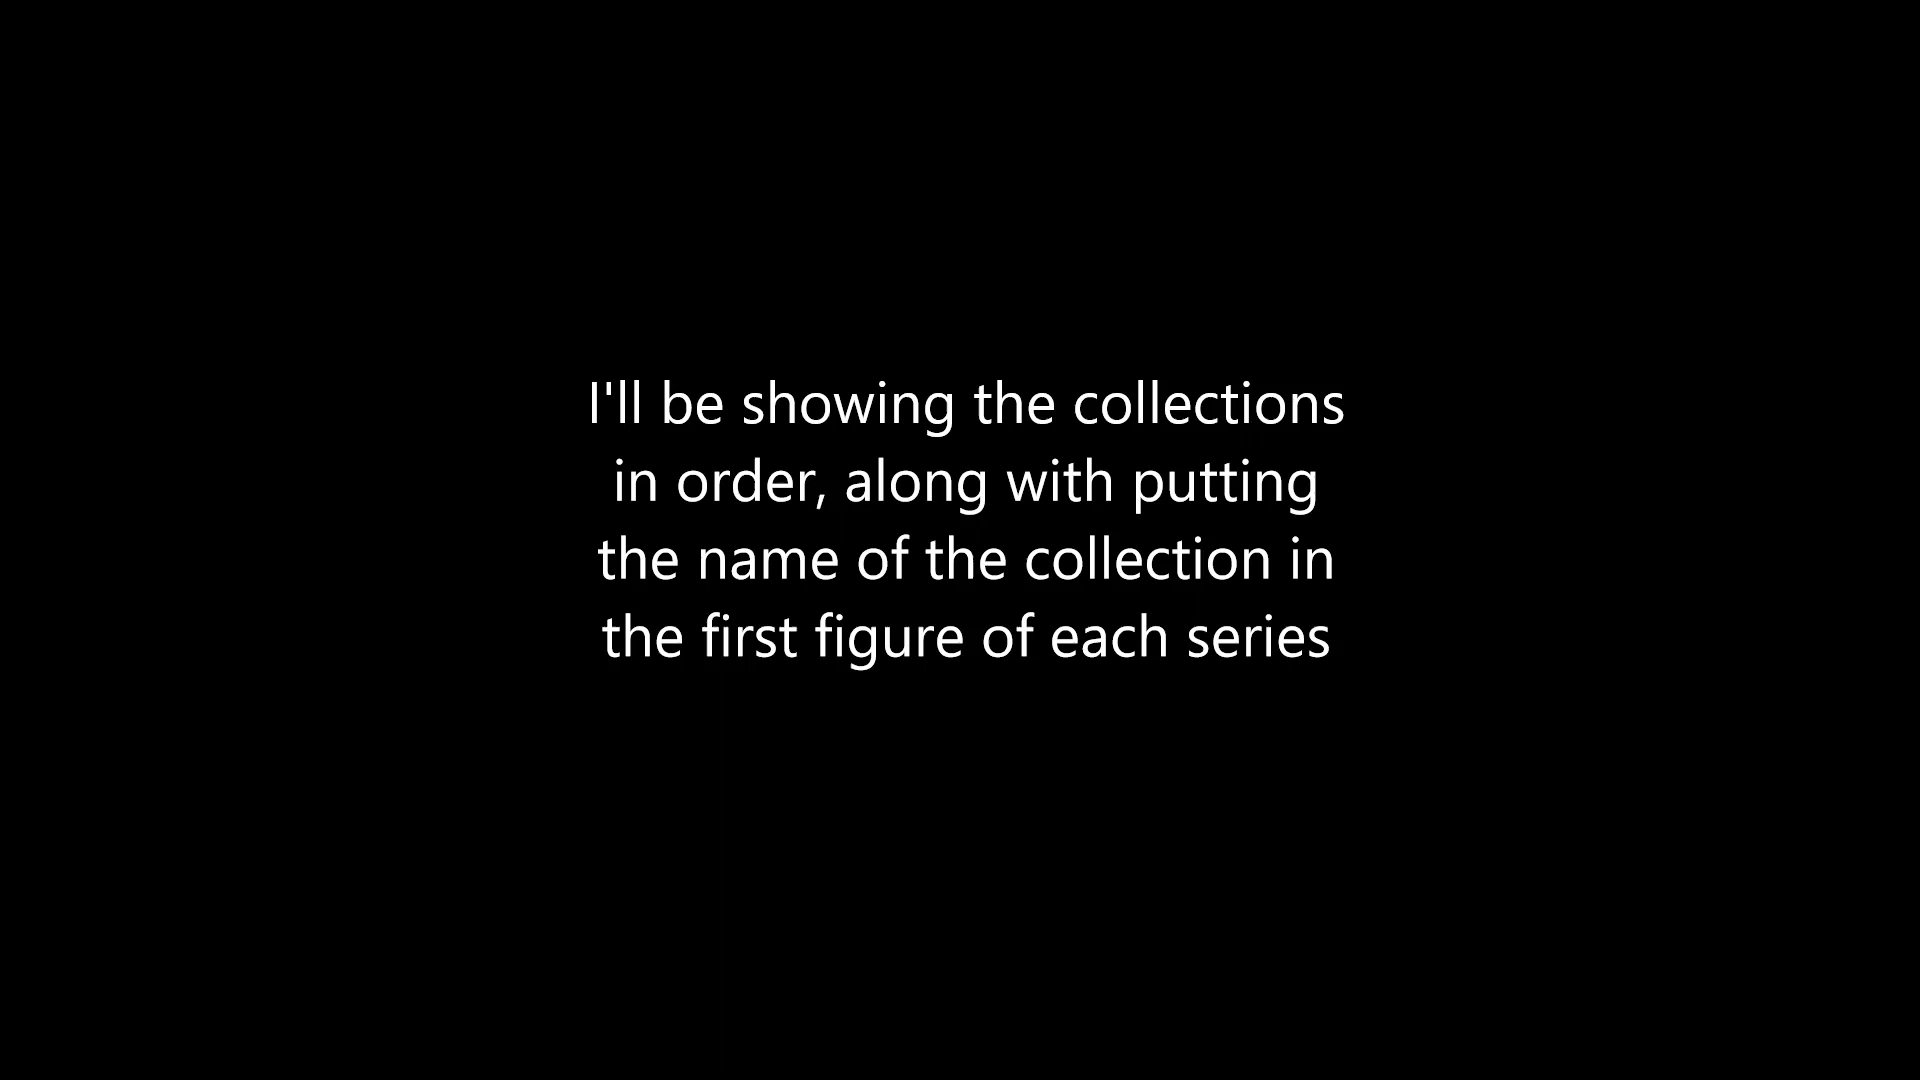 I'll be showing the collections
in order, along with putting
the name of the collection in
the first figure of each series